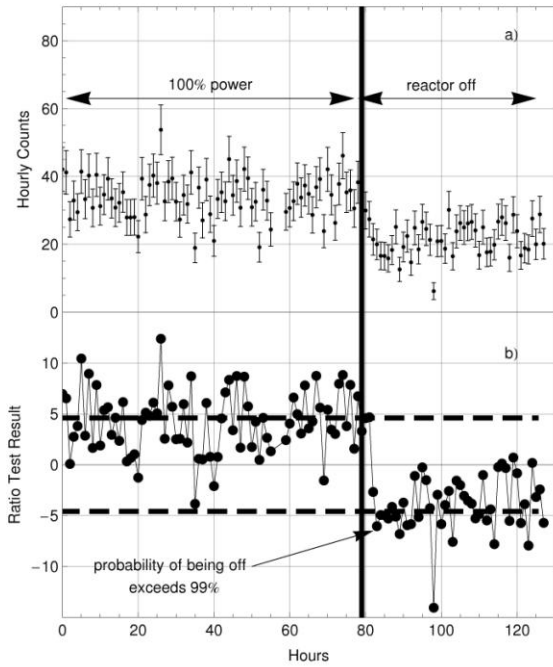 80
a)
100% power
reactor off
60
Hourly Counts
40
20
0
10
b)
5
Ratio Test Result
0
−5
−10
probability of being off
exceeds 99%
0 20 40 60 80 100 120
Hours